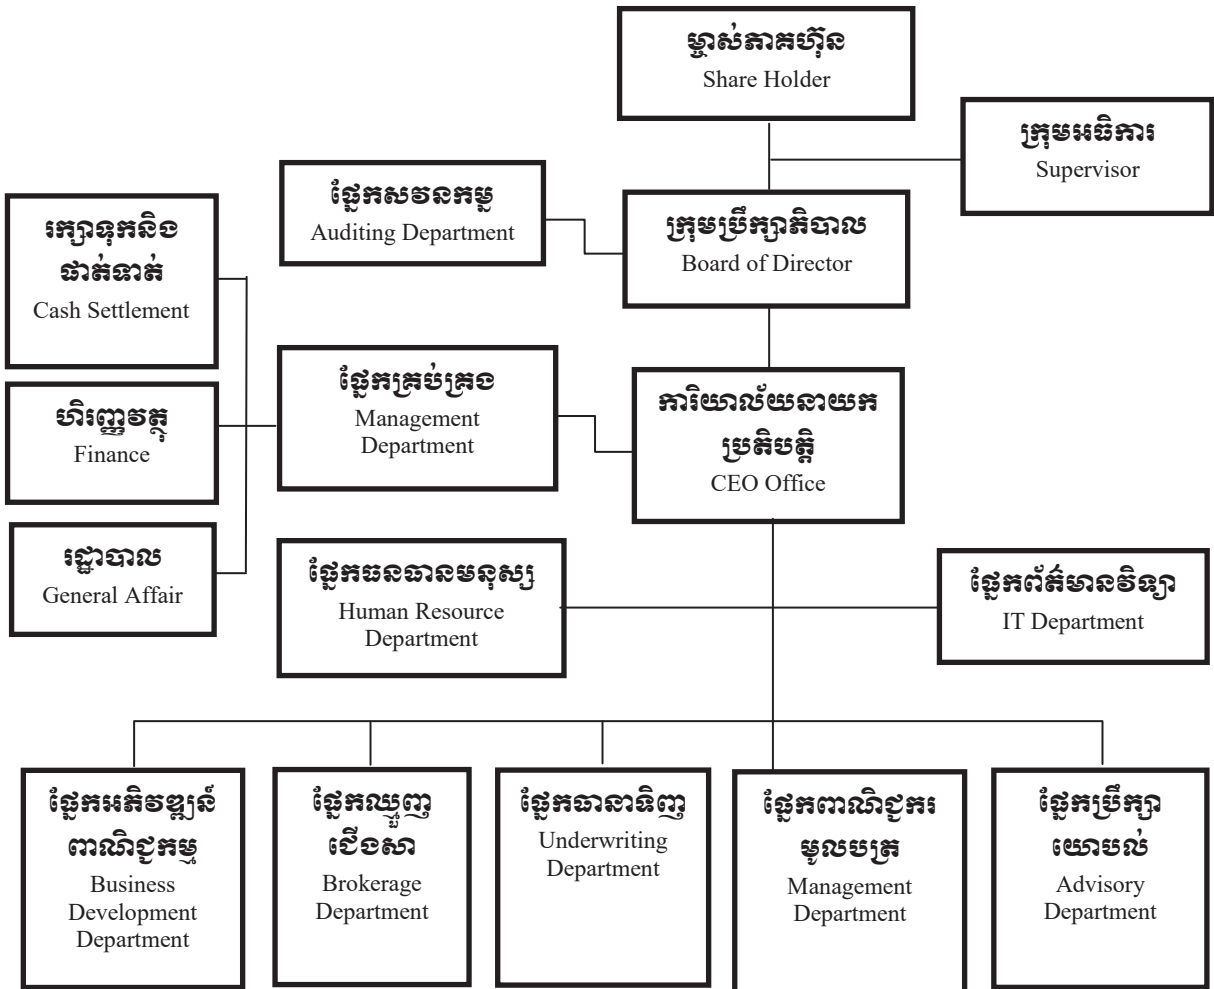 ម្ចាស់ភាគហ៊ុន
Share Holder
ក្រុមអធិការ
Supervisor
ផ្នែកសវនកម្ម
Auditing Department
ក្រុមប្រឹក្សាភិបាល
Board of Director
រក្សាទុកនិង
ផាត់ទាត់
Cash Settlement
ផ្នែកគ្រប់គ្រង
Management
Department
ការិយាល័យនាយក
ប្រតិបត្តិ
CEO Office
ហិរញ្ញវត្ថុ
Finance
រដ្ឋាបាល
General Affair
ផ្នែកធនធានមនុស្ស
Human Resource
Department
ផ្នែកព័ត៌មានវិទ្យា
IT Department
ផ្នែកអភិវឌ្ឍន៍
ពាណិជ្ជកម្ម
Business
Development
Department
ផ្នែកឈ្មួញ
ជើងសា
Brokerage
Department
ផ្នែកធានាទិញ
Underwriting
Department
ផ្នែកពាណិជ្ជករ
មូលបត្រ
Management
Department
ផ្នែកប្រឹក្សា
យោបល់
Advisory
Department